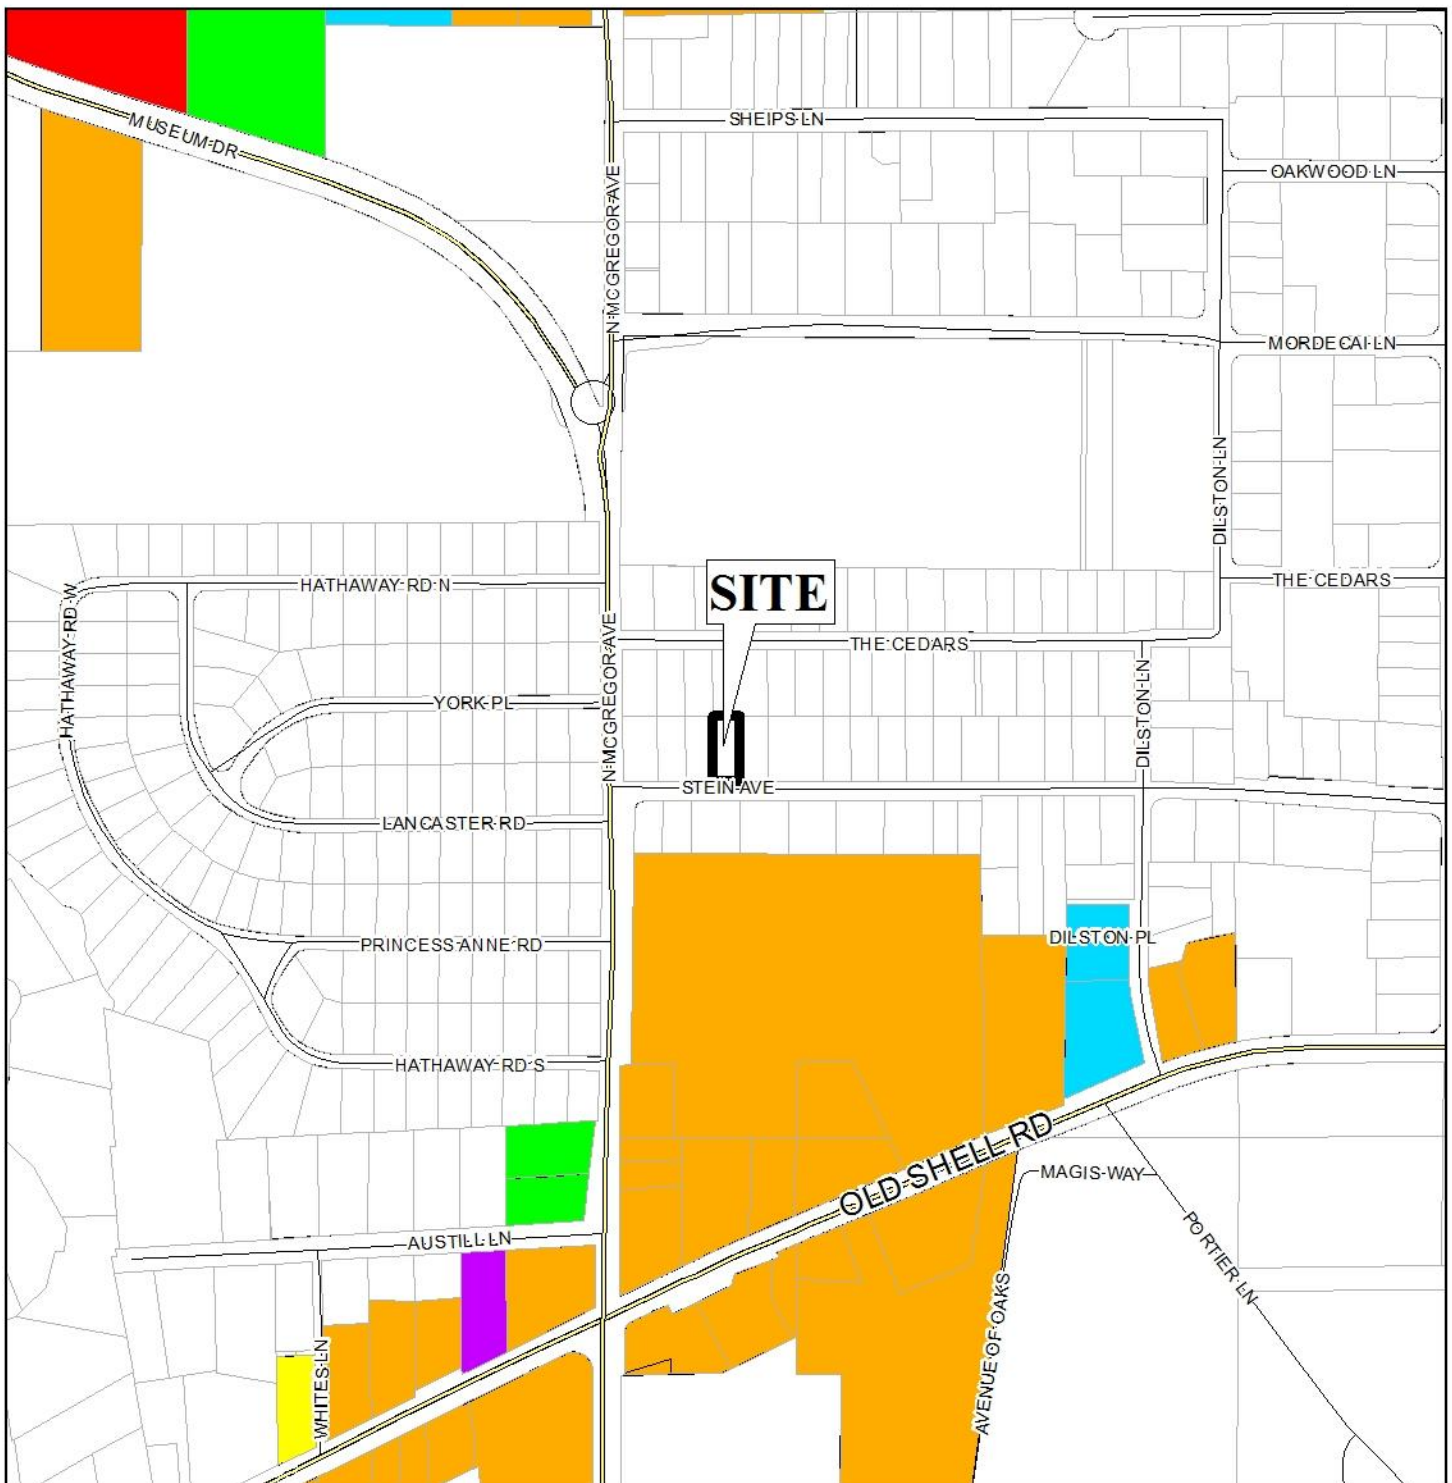 SHEIPS LN
MUSEUM DR
OAKWOOD LN
N MCGREGOR AVE
MORDECAI LN
DILSTON LN
SITE
THE CEDARS
HATHAWAY RD N
HATHAWAY RD W
N MCGREGOR AVE
THE CEDARS
DILSTON LN
YORK PL
STEIN AVE
LANCASTER RD
DILSTON PL
PRINCESS ANNE RD
HATHAWAY RD S
OLD SHELL RD
MAGIS WAY
PORTIER LN
AUSTILL LN
AVENUE OF OAKS
WHITES LN